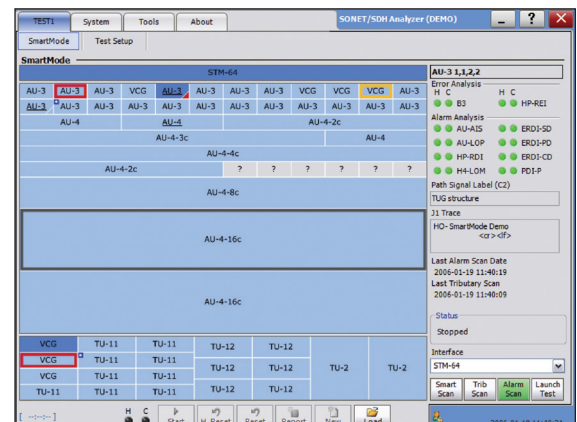 TEST1 System Tools About SONET/SDH Analyzer (DEMO) ?
SmartMode Test Setup
SmartMode
STM-64
AU-3 AU-3 AU-3 VCG AU-3 AU-3 AU-3 VCG VCG VCG AU-3
AU-3 AU-3 AU-3 AU-3 AU-3 AU-3 AU-3 AU-3 AU-3 AU-3 AU-3
AU-4 AU-4 AU-4-2c
AU-4-3c AU-4
AU-4-4c
AU-4-2c ? ? ? ? ? ?
AU-4-8c
AU-4-16c
AU-4-16c
VCG TU-11 TU-11 TU-12 TU-12 TU-2 TU-2
VCG TU-11 TU-11 TU-12 TU-12
VCG TU-11 TU-11
TU-11 TU-11 TU-11 TU-12 TU-12
AU-3 1,1,2,2
Error Analysis
H C H C
B3 HP-REI
Alarm Analysis
AU-AIS ERDI-SD
AU-LOP ERDI-PD
HP-RDI ERDI-CD
H4-LOM PDI-P
Path Signal Label (C2)
TUG structure
J1 Trace
HO- SmartMode Demo
<cr> <lf>
Last Alarm Scan Date
2006-01-19 11:40:19
Last Tributary Scan
2006-01-19 11:40:09
Status
Stopped
Interface
STM-64
Smart Scan Trib Scan Alarm Scan Launch Test
[ --:--:-- ] H C Start H. Reset Reset Report New Load